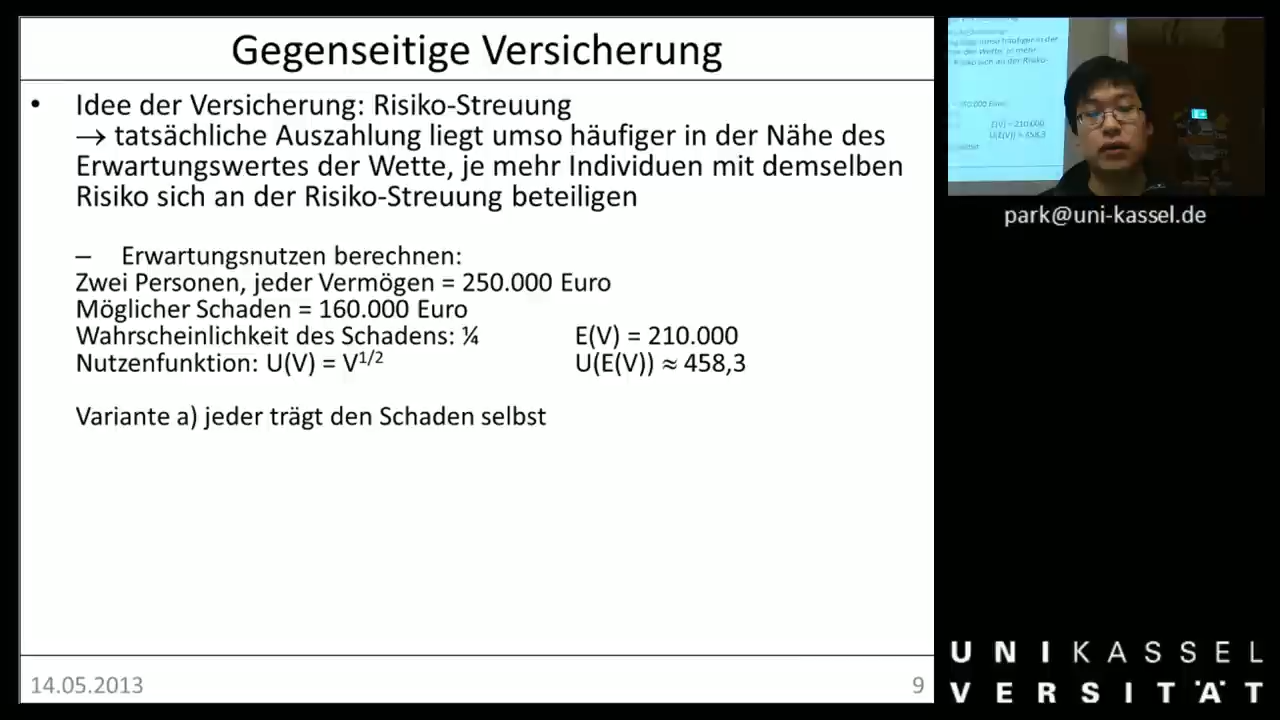 Gegenseitige Versicherung
• Idee der Versicherung: Risiko-Streuung
→ tatsächliche Auszahlung liegt umso häufiger in der Nähe des
Erwartungswertes der Wette, je mehr Individuen mit demselben
Risiko sich an der Risiko-Streuung beteiligen
– Erwartungsnutzen berechnen:
Zwei Personen, jeder Vermögen = 250.000 Euro
Möglicher Schaden = 160.000 Euro
Wahrscheinlichkeit des Schadens: ¼ E(V) = 210.000
Nutzenfunktion: U(V) = V^1/2 U(E(V)) ≈ 458,3
Variante a) jeder trägt den Schaden selbst
14.05.2013 9
park@uni-kassel.de
UNIKASSEL
VERSITÄT